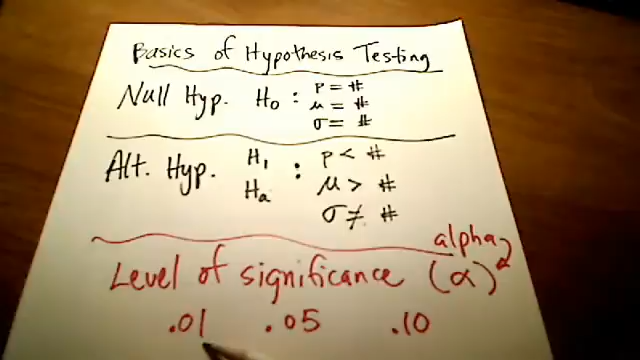 Basics of Hypothesis Testing
Null Hyp. H₀ : p = #
μ = #
σ = #
Alt. Hyp. H₁ : p < #
Hₐ μ > #
σ ≠ #
alpha
Level of significance (α)
.01 .05 .10